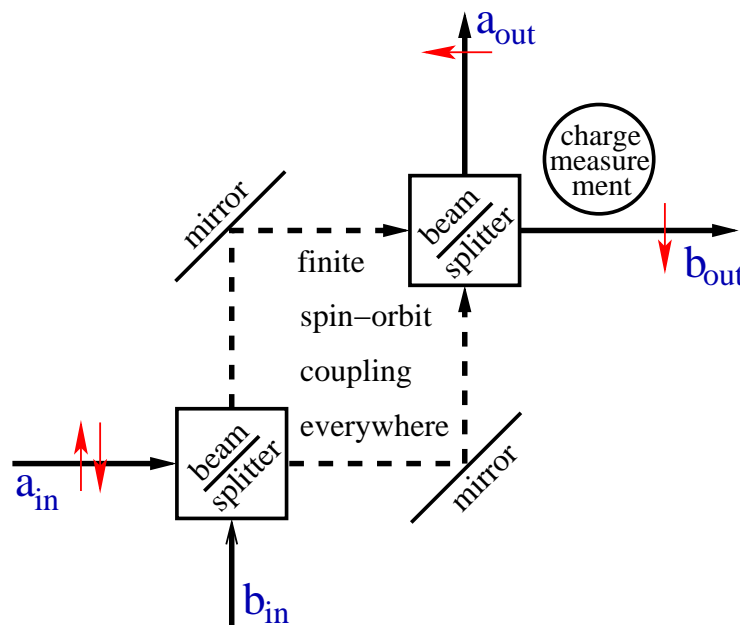 a_out
charge
measure
ment
mirror
beam
splitter
b_out
finite
spin−orbit
coupling
everywhere
beam
splitter
mirror
a_in
b_in